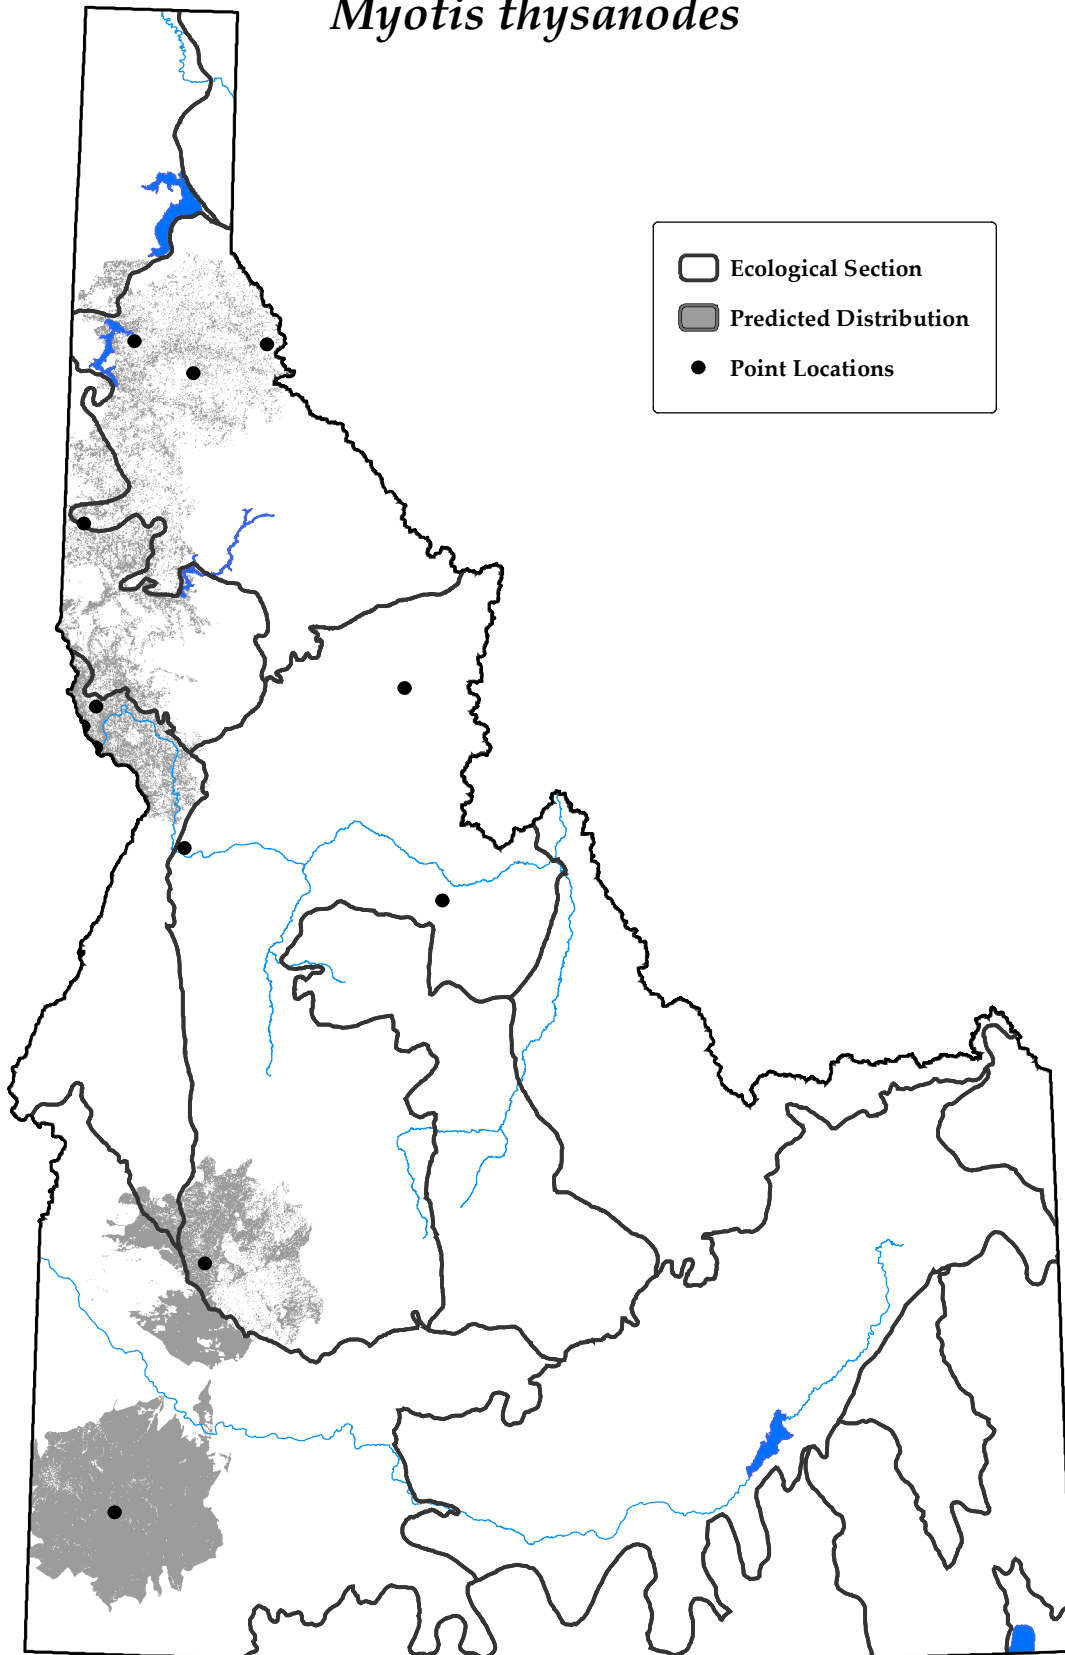 Myotis thysanodes
Ecological Section
Predicted Distribution
Point Locations